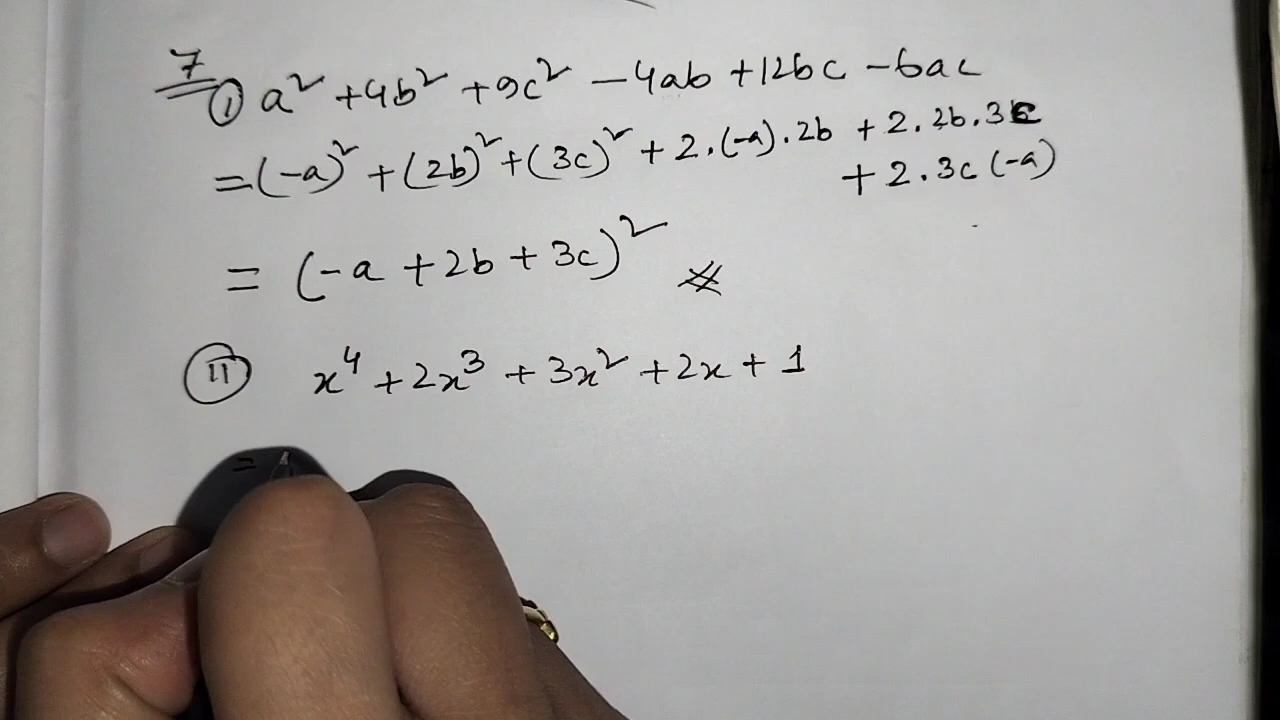 7
(i) a² + 4b² + 9c² - 4ab + 12bc - 6ac
= (-a)² + (2b)² + (3c)² + 2.(-a).2b + 2.2b.3c
+ 2.3c(-a)
= (-a + 2b + 3c)²
(ii) x⁴ + 2x³ + 3x² + 2x + 1
=